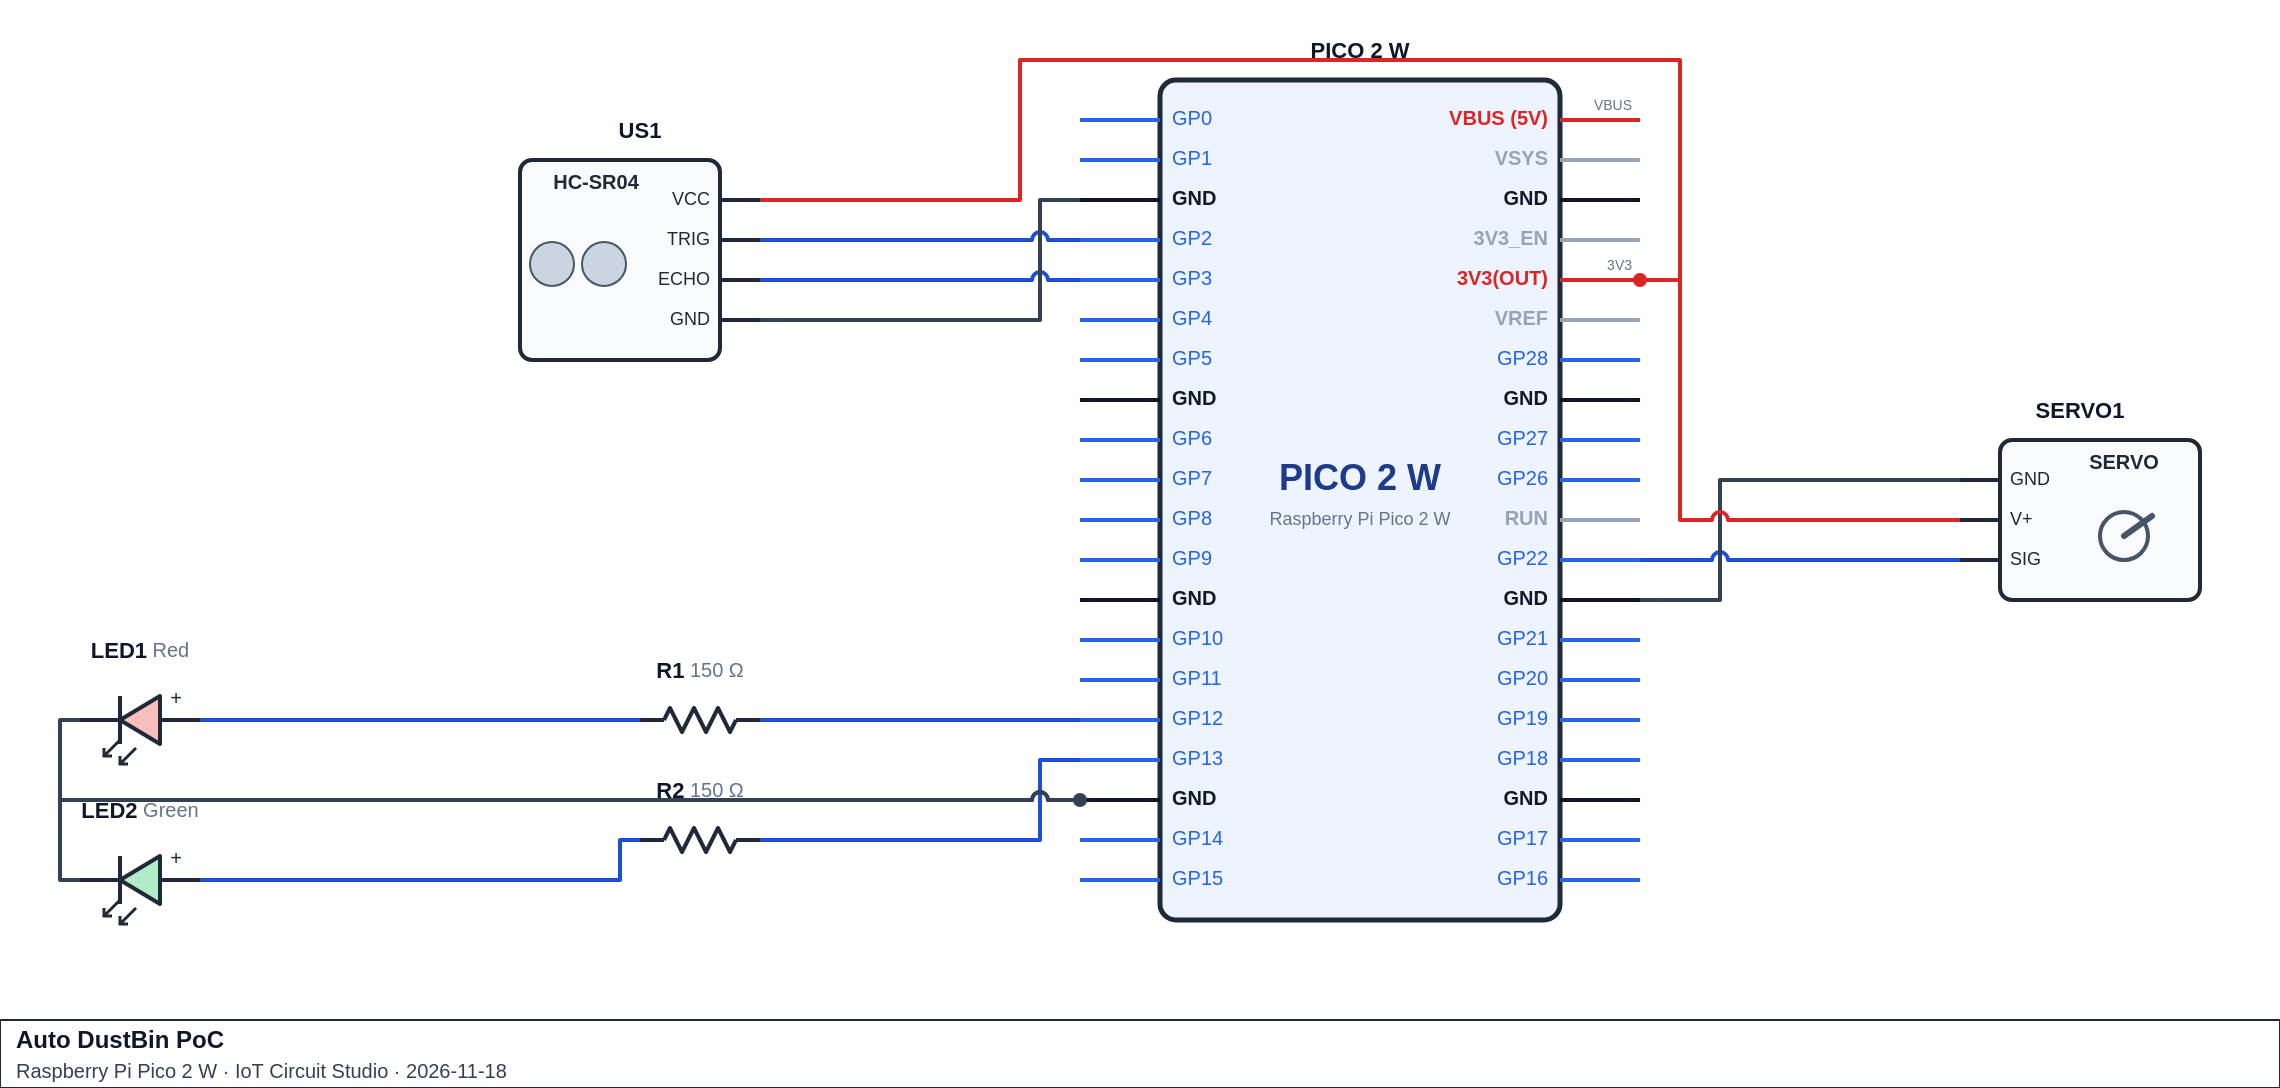 PICO 2 W
US1
HC-SR04
VCC
TRIG
ECHO
GND
GP0
GP1
GND
GP2
GP3
GP4
GP5
GND
GP6
GP7
GP8
GP9
GND
GP10
GP11
GP12
GP13
GND
GP14
GP15
PICO 2 W
Raspberry Pi Pico 2 W
VBUS (5V)
VSYS
GND
3V3_EN
3V3(OUT)
VREF
GP28
GND
GP27
GP26
RUN
GP22
GND
GP21
GP20
GP19
GP18
GND
GP17
GP16
VBUS
3V3
SERVO1
SERVO
GND
V+
SIG
LED1 Red
+
R1 150 Ω
R2 150 Ω
LED2 Green
+
Auto DustBin PoC
Raspberry Pi Pico 2 W · IoT Circuit Studio · 2026-11-18